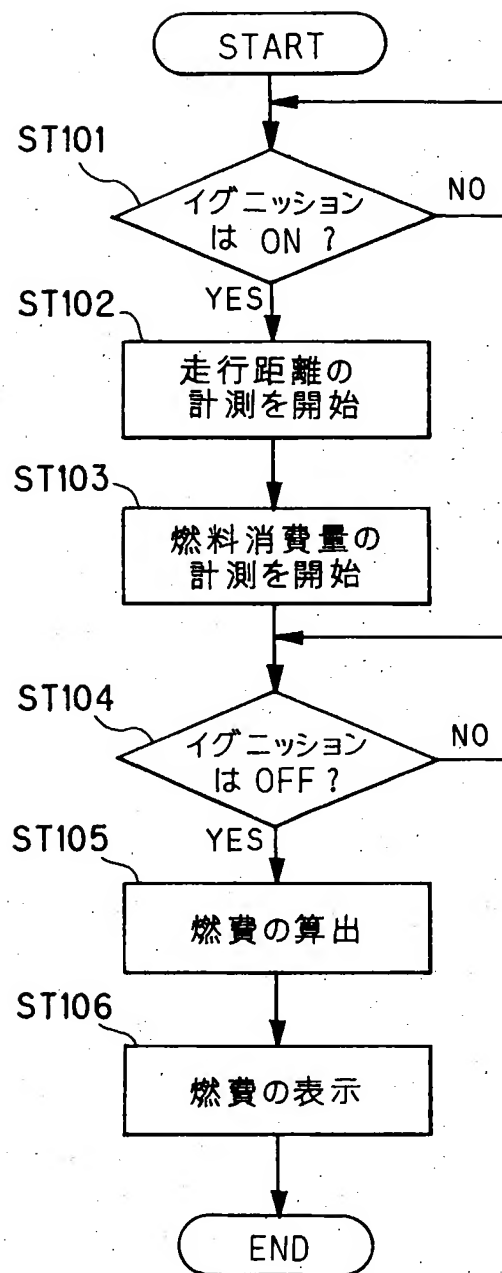 START
ST101
イグニッション
は ON ?
NO
YES
ST102
走行距離の
計測を開始
ST103
燃料消費量の
計測を開始
ST104
イグニッション
は OFF ?
NO
YES
ST105
燃費の算出
ST106
燃費の表示
END